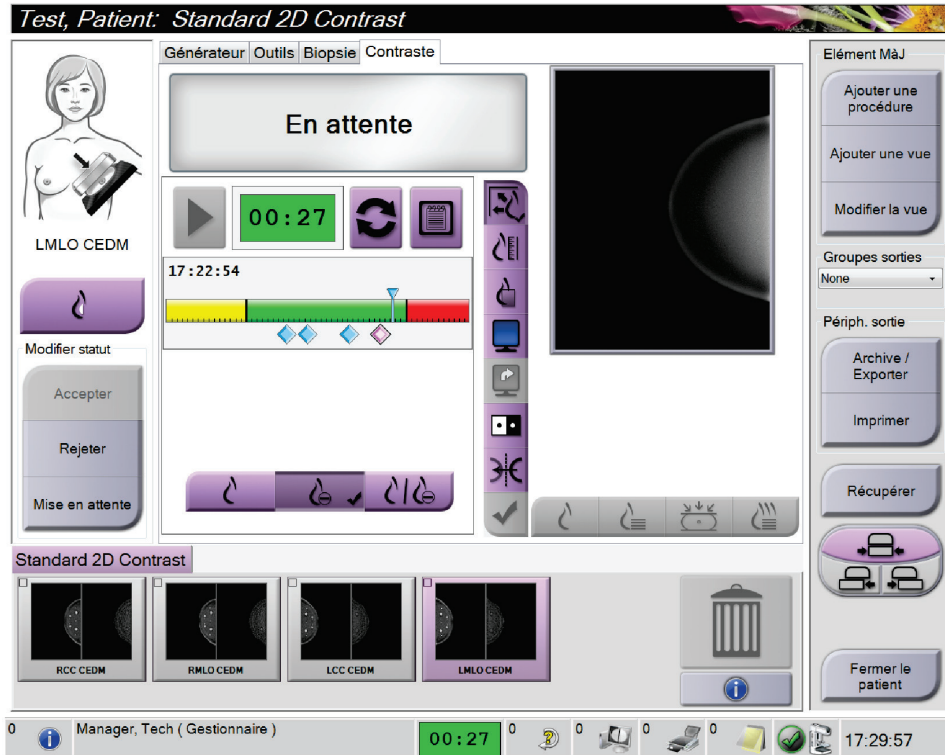 Test, Patient: Standard 2D Contrast
Générateur
Outils
Biopsie
Contraste
LMLO CEDM
Modifier statut
Accepter
Rejeter
Mise en attente
En attente
00:27
17:22:54
Elément MàJ
Ajouter une
procédure
Ajouter une vue
Modifier la vue
Groupes sorties
None
Périph. sortie
Archive /
Exporter
Imprimer
Récupérer
Fermer le
patient
Standard 2D Contrast
RCC CEDM
RMLO CEDM
LCC CEDM
LMLO CEDM
0
Manager, Tech ( Gestionnaire )
00:27
0
0
0
0
17:29:57